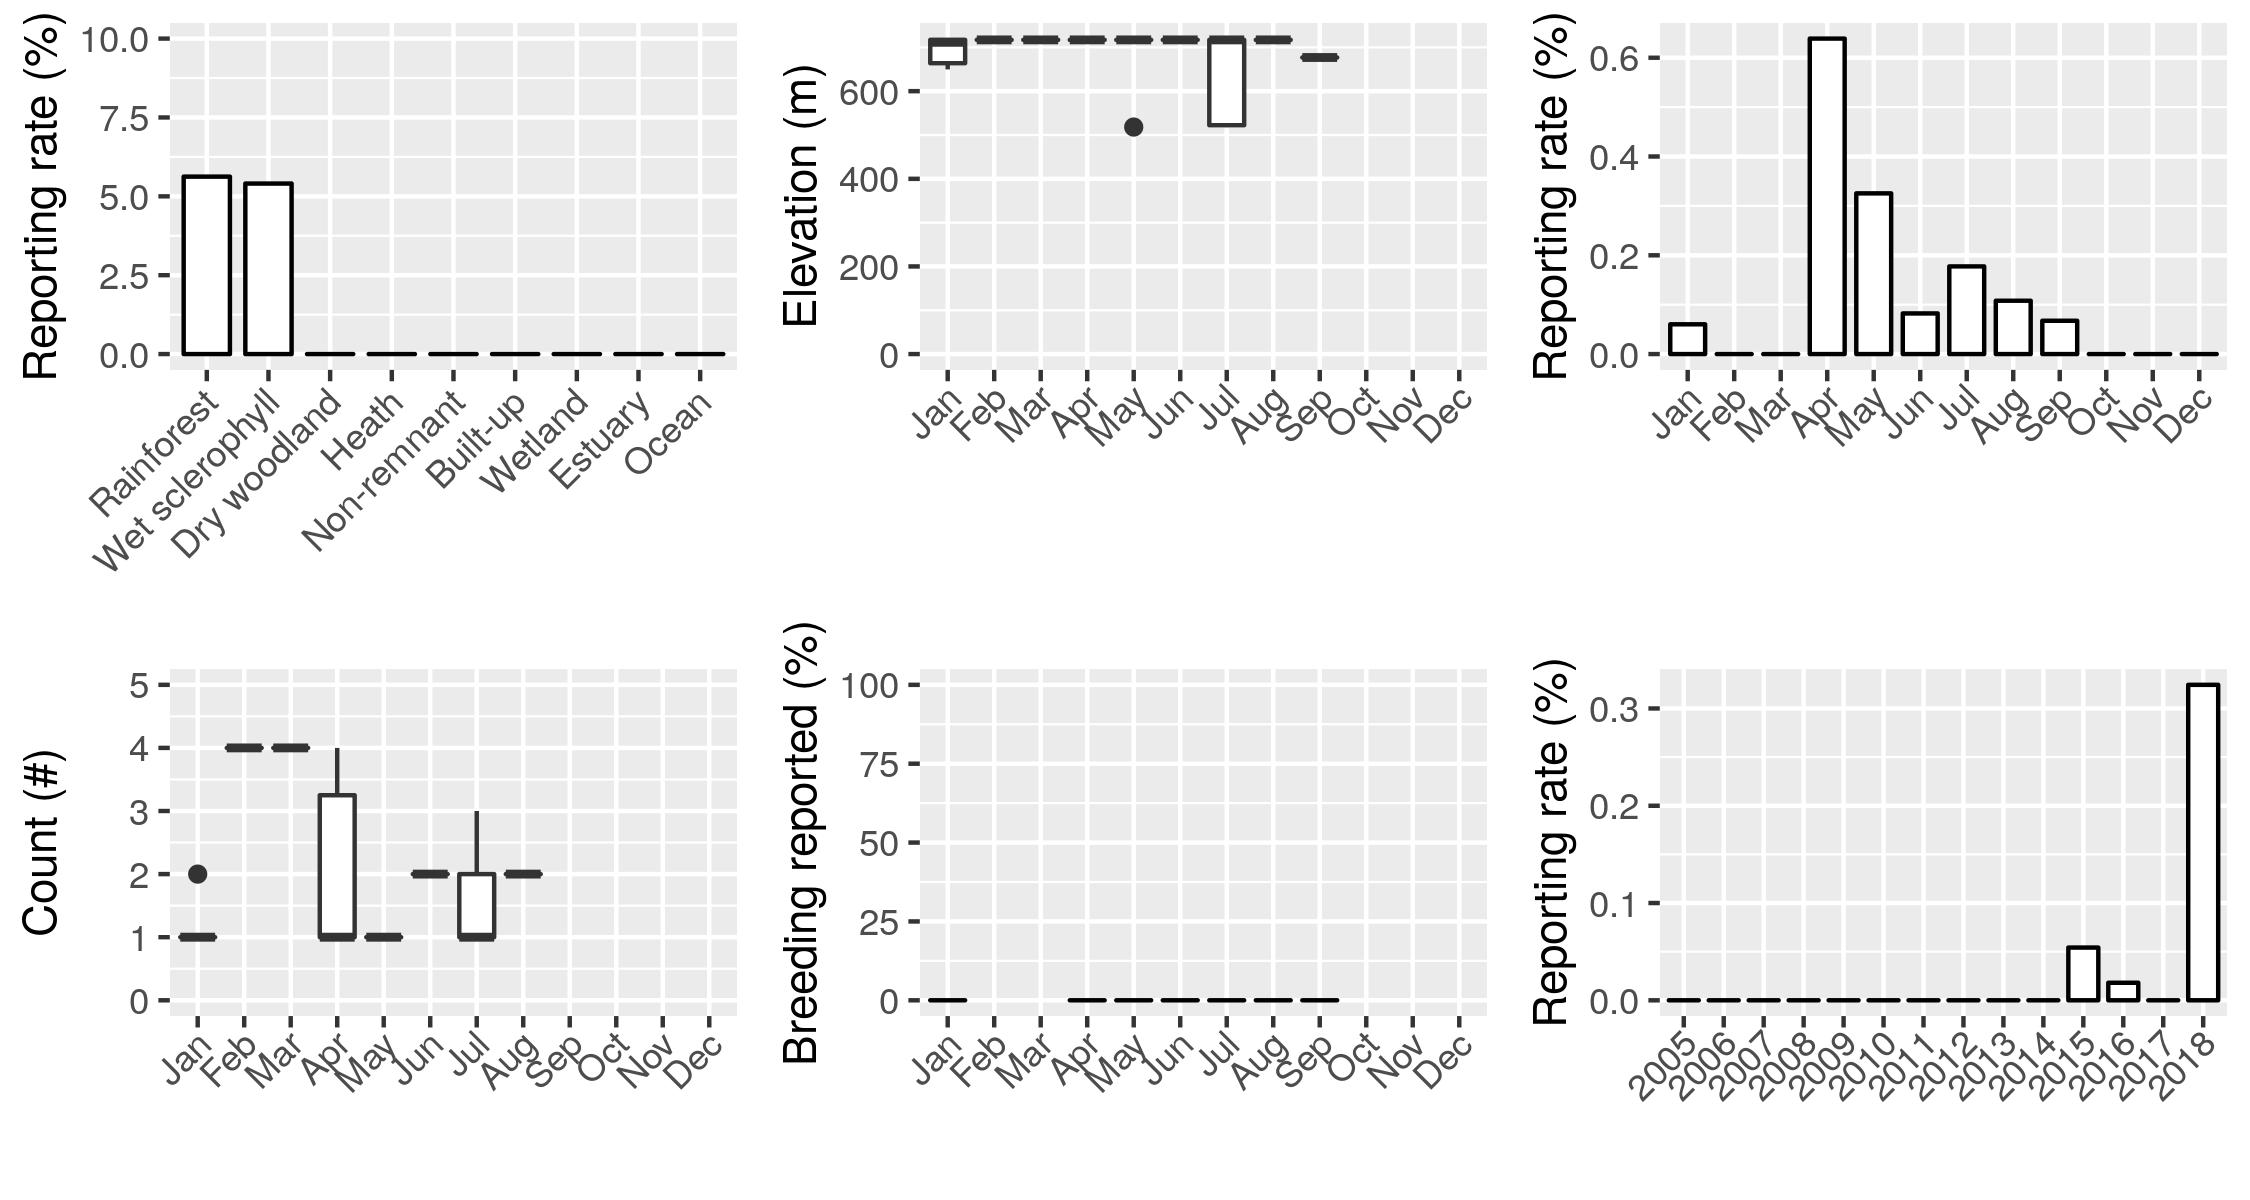 Reporting rate (%)
10.0
7.5
5.0
2.5
0.0
Rainforest
Wet sclerophyll
Dry woodland
Heath
Non-remnant
Built-up
Wetland
Estuary
Ocean
Elevation (m)
600
400
200
0
Jan
Feb
Mar
Apr
May
Jun
Jul
Aug
Sep
Oct
Nov
Dec
Reporting rate (%)
0.6
0.4
0.2
0.0
Jan
Feb
Mar
Apr
May
Jun
Jul
Aug
Sep
Oct
Nov
Dec
Count (#)
5
4
3
2
1
0
Jan
Feb
Mar
Apr
May
Jun
Jul
Aug
Sep
Oct
Nov
Dec
Breeding reported (%)
100
75
50
25
0
Jan
Feb
Mar
Apr
May
Jun
Jul
Aug
Sep
Oct
Nov
Dec
Reporting rate (%)
0.3
0.2
0.1
0.0
2005
2006
2007
2008
2009
2010
2011
2012
2013
2014
2015
2016
2017
2018